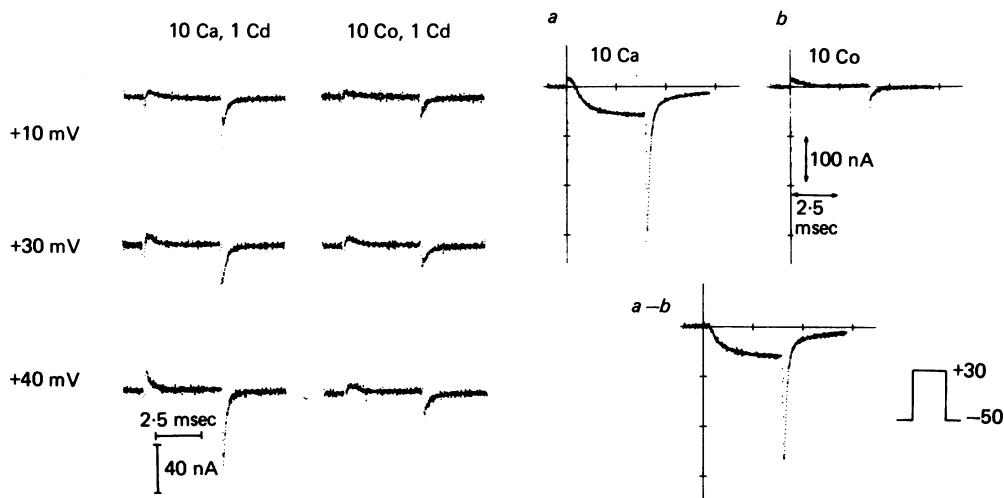 10 Ca, 1 Cd
10 Co, 1 Cd
+10 mV
+30 mV
+40 mV
2·5 msec
40 nA
a
10 Ca
b
10 Co
100 nA
2·5
msec
a–b
+30
−50